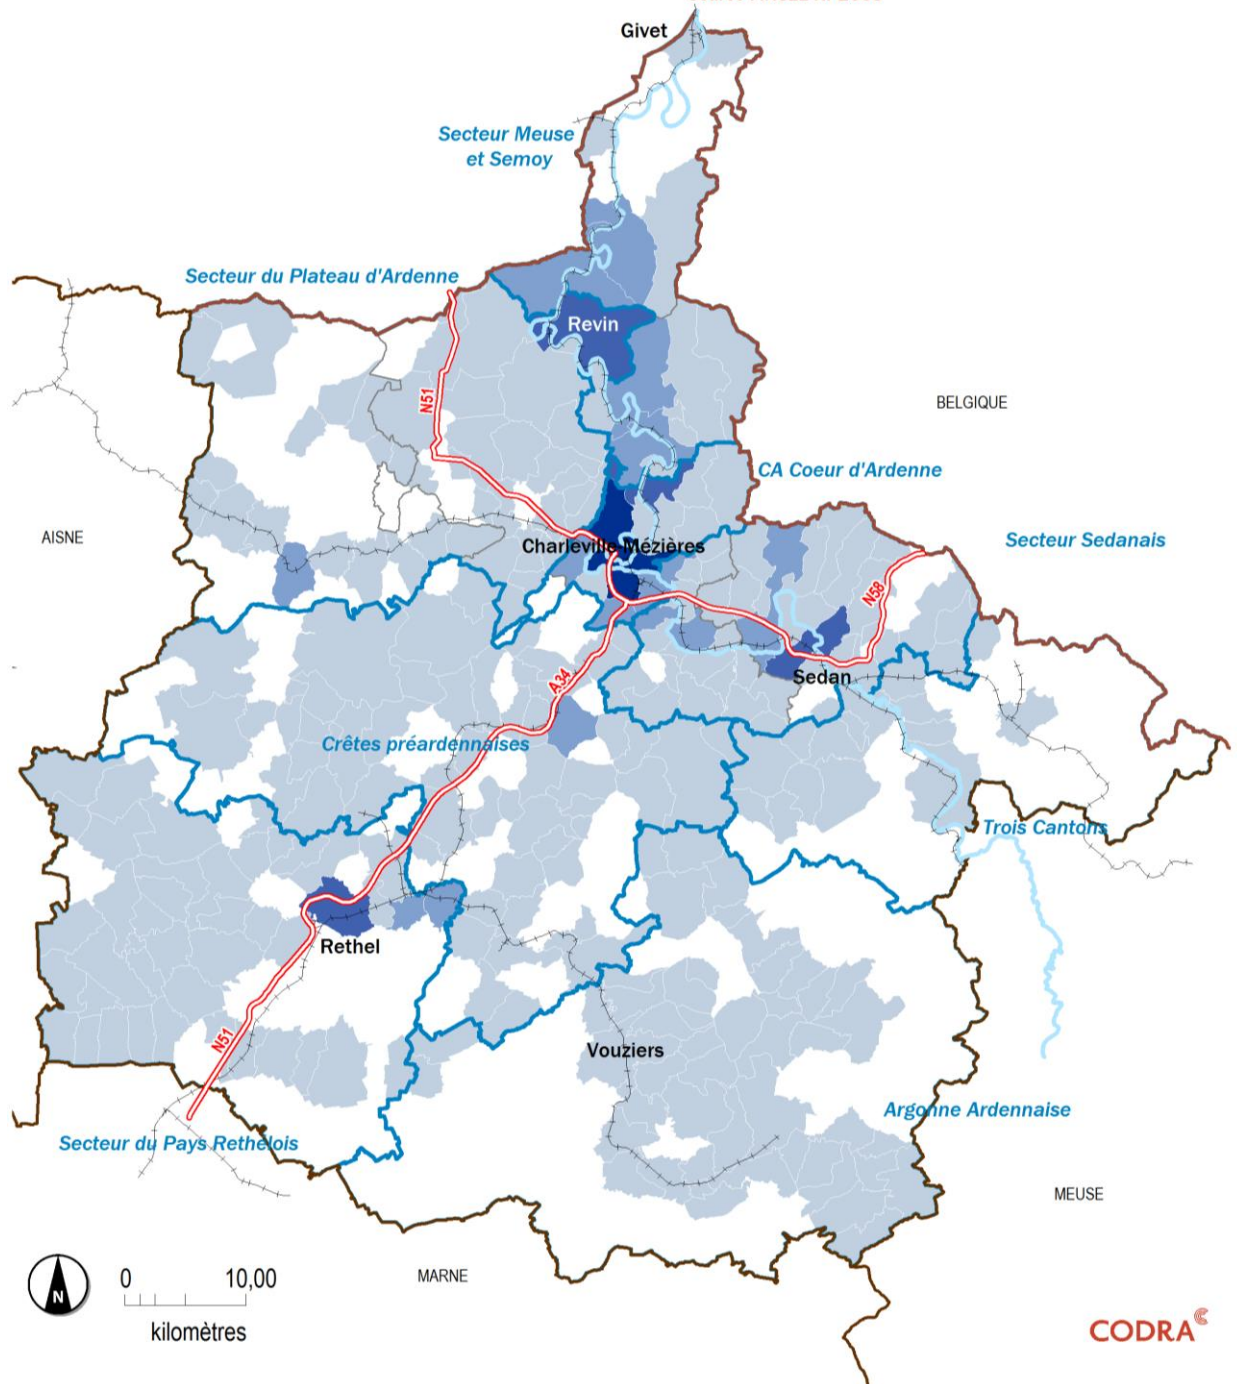 Givet
Secteur Meuse
et Semoy
Secteur du Plateau d'Ardenne
Revin
N51
BELGIQUE
CA Coeur d'Ardenne
AISNE
Charleville Mézières
Secteur Sedanais
N58
Sedan
A34
Crêtes préardennaises
Trois Cantons
Rethel
N51
Vouziers
Argonne Ardennaise
Secteur du Pays Rethélois
MEUSE
MARNE
N
0 10,00
kilomètres
CODRA